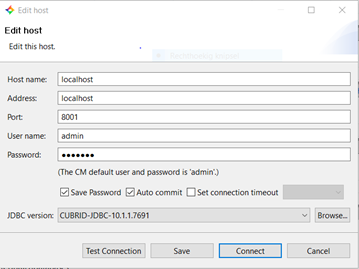 Edit host
Edit host
Edit this host.
Host name: localhost
Address: localhost
Port: 8001
User name: admin
Password: •••••••
(The CM default user and password is 'admin'.)
Save Password Auto commit Set connection timeout
JDBC version: CUBRID-JDBC-10.1.1.7691 Browse...
Test Connection Save Connect Cancel